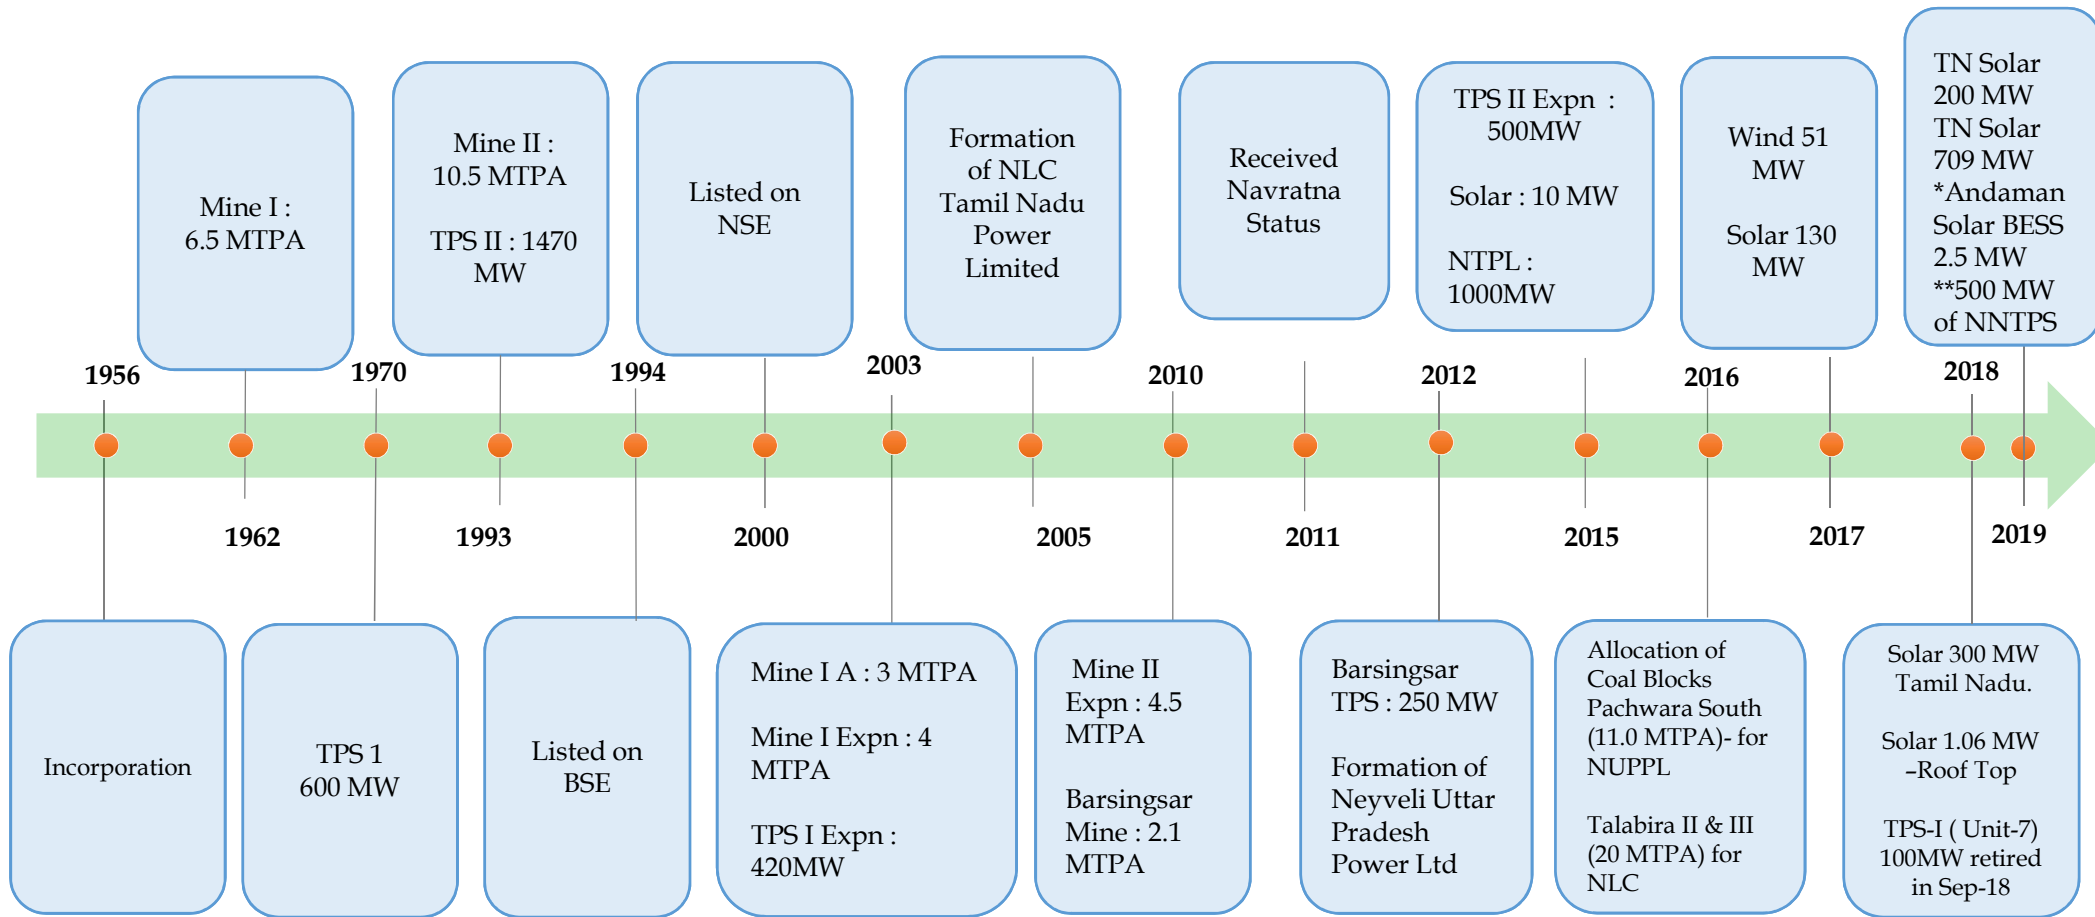 Mine I :
6.5 MTPA
Mine II :
10.5 MTPA
TPS II : 1470
MW
Listed on
NSE
Formation
of NLC
Tamil Nadu
Power
Limited
Received
Navratna
Status
TPS II Expn :
500MW
Solar : 10 MW
NTPL :
1000MW
Wind 51
MW
Solar 130
MW
TN Solar
200 MW
TN Solar
709 MW
*Andaman
Solar BESS
2.5 MW
**500 MW
of NNTPS
1956
1970
1994
2003
2010
2012
2016
2018
1962
1993
2000
2005
2011
2015
2017
2019
Incorporation
TPS 1
600 MW
Listed on
BSE
Mine I A : 3 MTPA
Mine I Expn : 4
MTPA
TPS I Expn :
420MW
Mine II
Expn : 4.5
MTPA
Barsingsar
Mine : 2.1
MTPA
Barsingsar
TPS : 250 MW
Formation of
Neyveli Uttar
Pradesh
Power Ltd
Allocation of
Coal Blocks
Pachwara South
(11.0 MTPA)- for
NUPPL
Talabira II & III
(20 MTPA) for
NLC
Solar 300 MW
Tamil Nadu.
Solar 1.06 MW
–Roof Top
TPS-I ( Unit-7)
100MW retired
in Sep-18